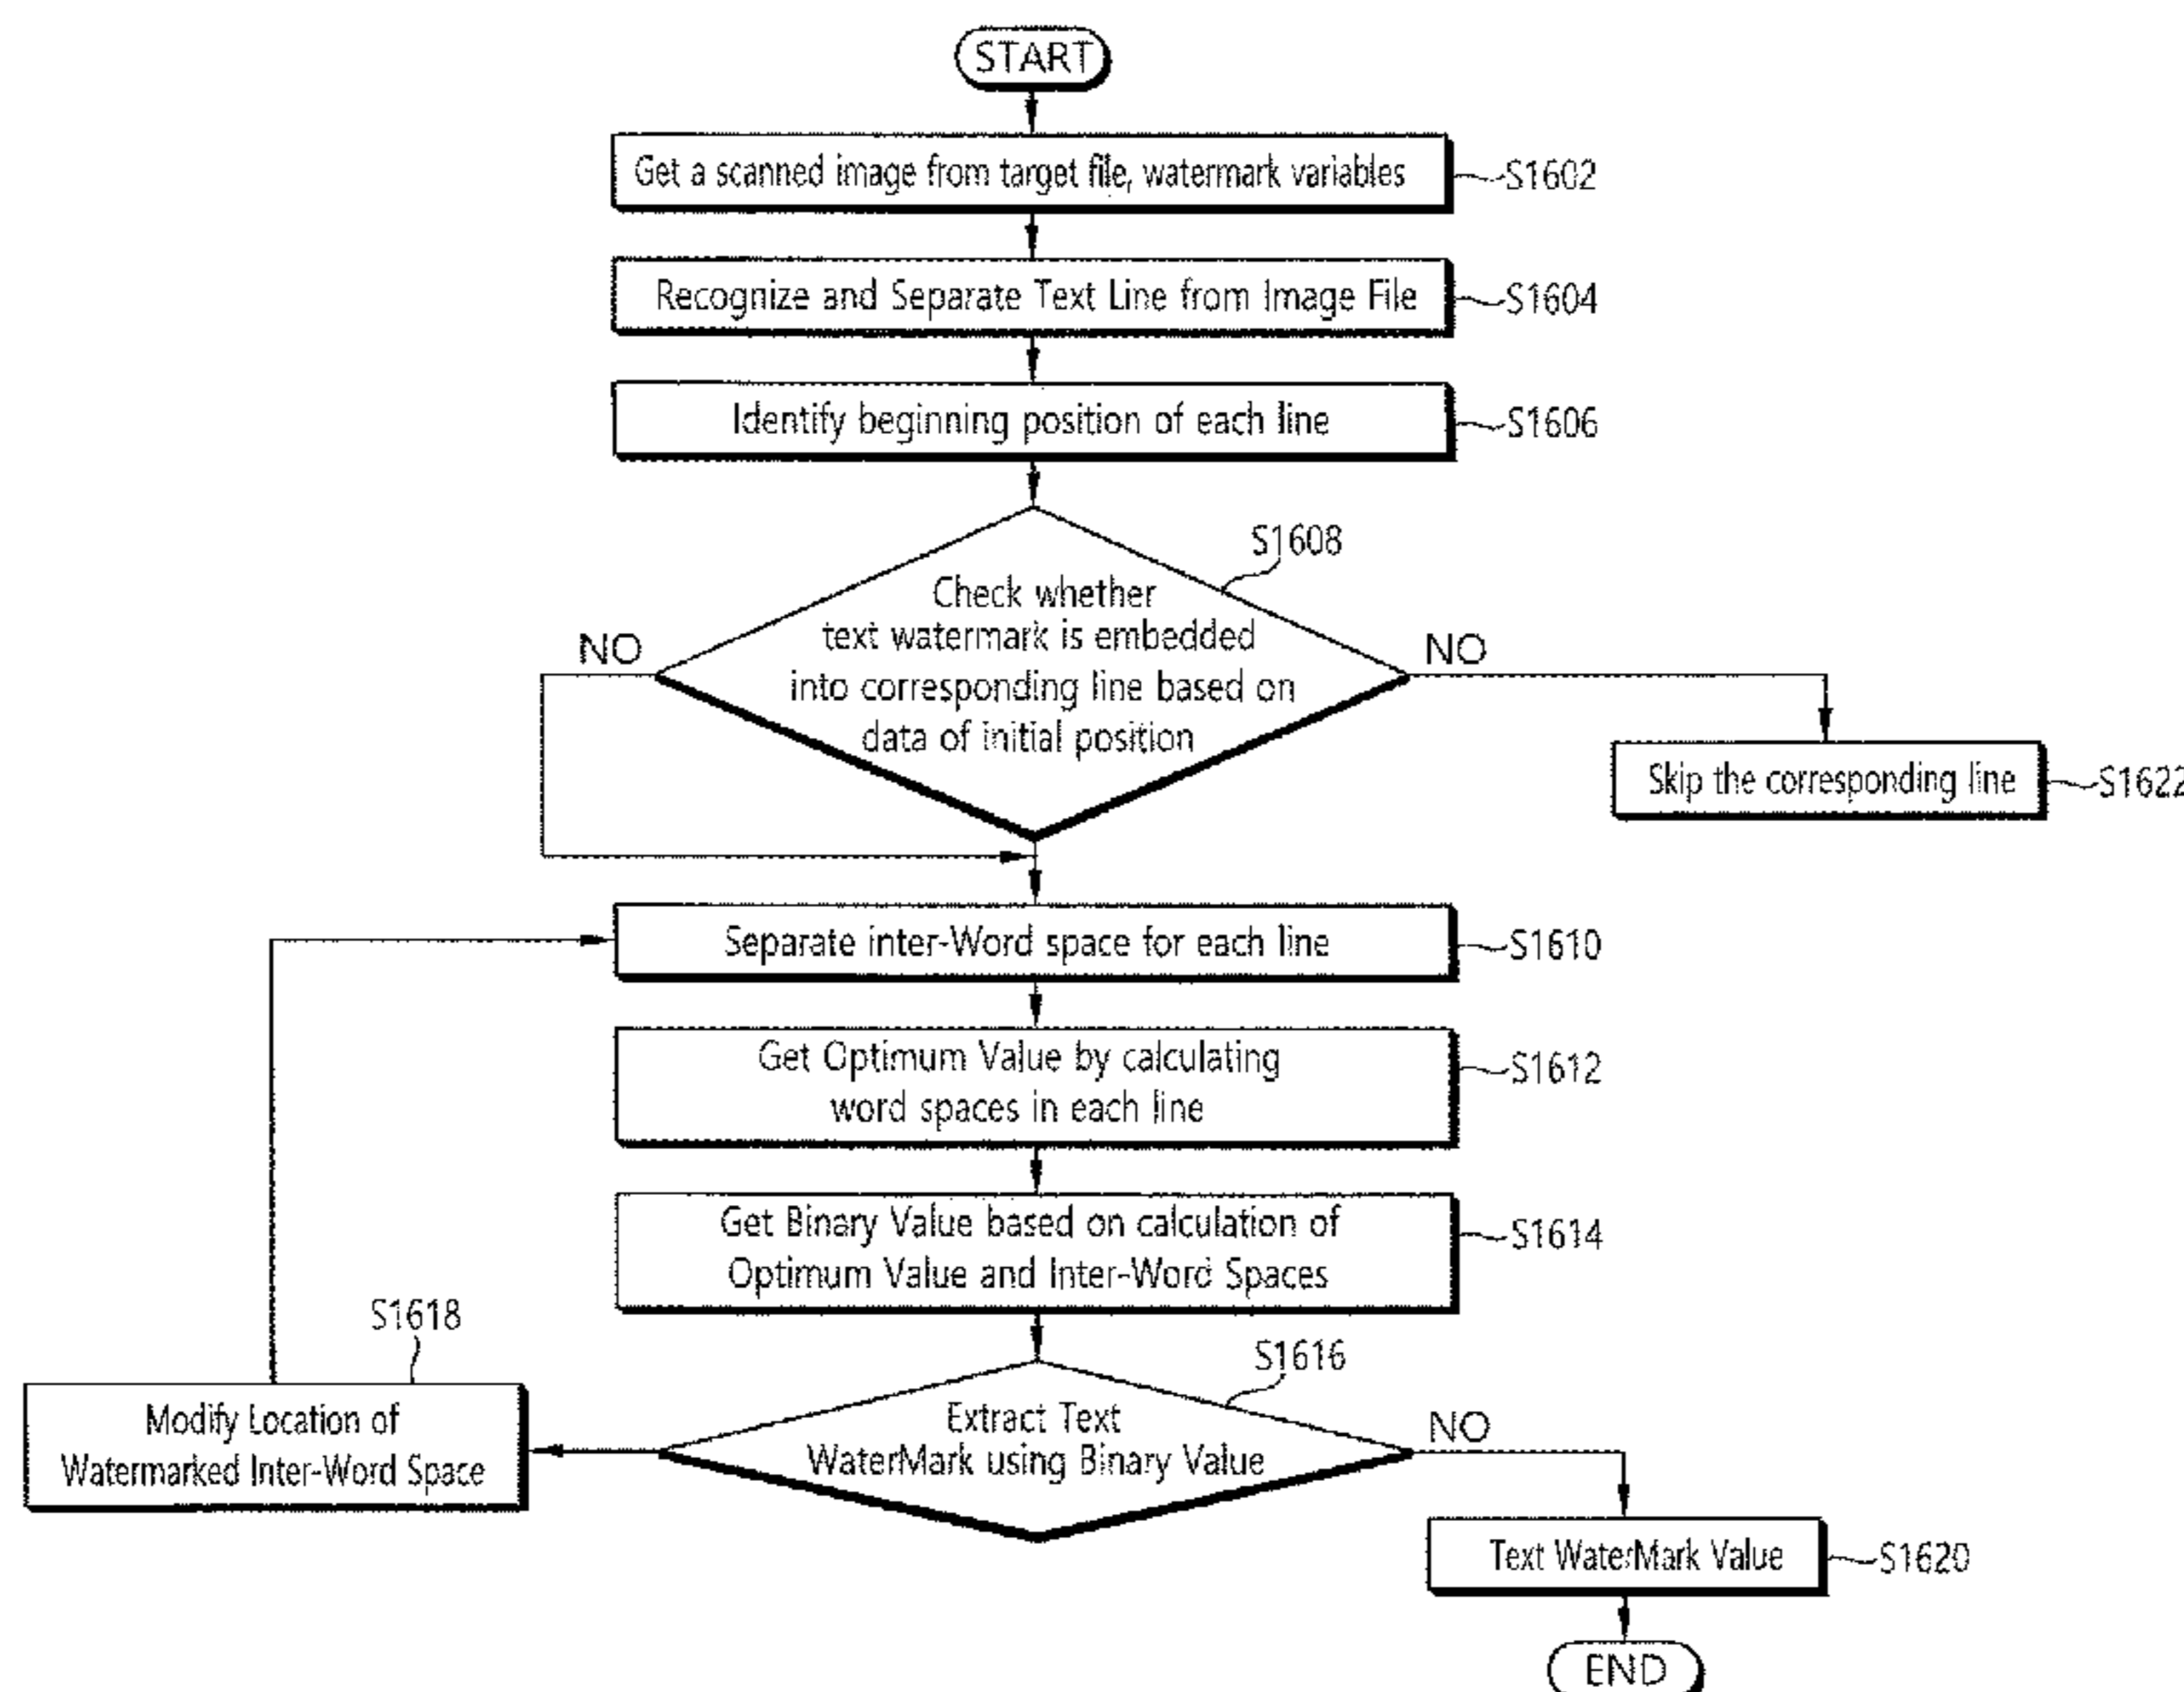 START
Get a scanned image from target file, watermark variables
S1602
Recognize and Separate Text Line from Image File
S1604
Identify beginning position of each line
S1606
S1608
Check whether
text watermark is embedded
into corresponding line based on
data of initial position
NO
NO
Skip the corresponding line
S1622
Separate inter-Word space for each line
S1610
Get Optimum Value by calculating
word spaces in each line
S1612
Get Binary Value based on calculation of
Optimum Value and Inter-Word Spaces
S1614
S1618
Modify Location of
Watermarked Inter-Word Space
S1616
Extract Text
WaterMark using Binary Value
NO
Text WaterMark Value
S1620
END